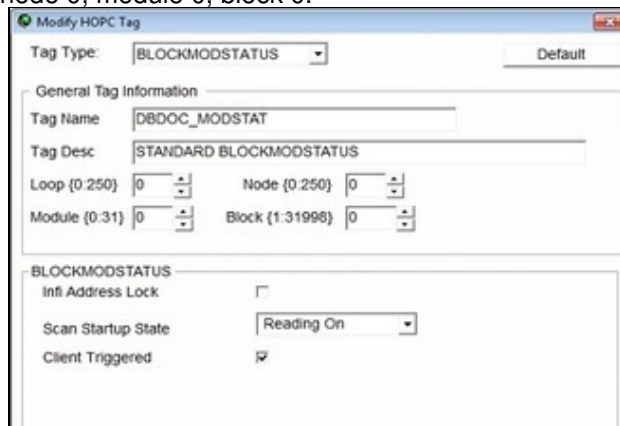 node 0, module 0, block 0.
Modify HOPC Tag
Tag Type: BLOCKMODSTATUS Default
General Tag Information
Tag Name DBDOC_MODSTAT
Tag Desc STANDARD BLOCKMODSTATUS
Loop {0:250} 0 Node {0:250} 0
Module {0:31} 0 Block {1:31998} 0
BLOCKMODSTATUS
Infi Address Lock
Scan Startup State Reading On
Client Triggered